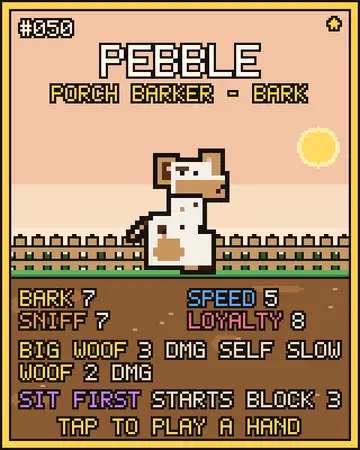 #050
PEBBLE
PORCH BARKER - BARK
BARK 7 SPEED 5
SNIFF 7 LOYALTY 8
BIG WOOF 3 DMG SELF SLOW
WOOF 2 DMG
SIT FIRST STARTS BLOCK 3
TAP TO PLAY A HAND